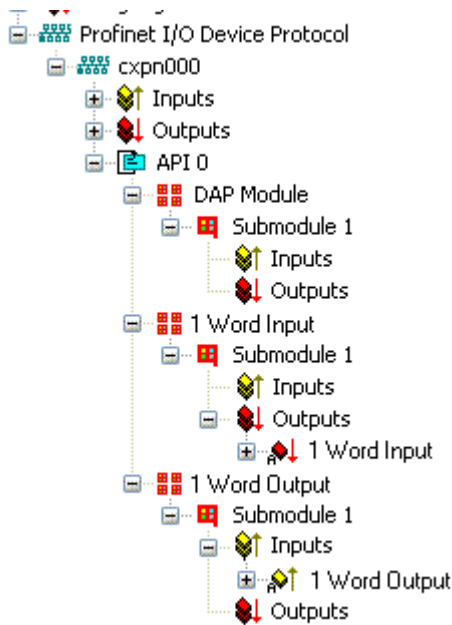 Profinet I/O Device Protocol
cxpn000
Inputs
Outputs
API 0
DAP Module
Submodule 1
Inputs
Outputs
1 Word Input
Submodule 1
Inputs
Outputs
1 Word Input
1 Word Output
Submodule 1
Inputs
1 Word Output
Outputs